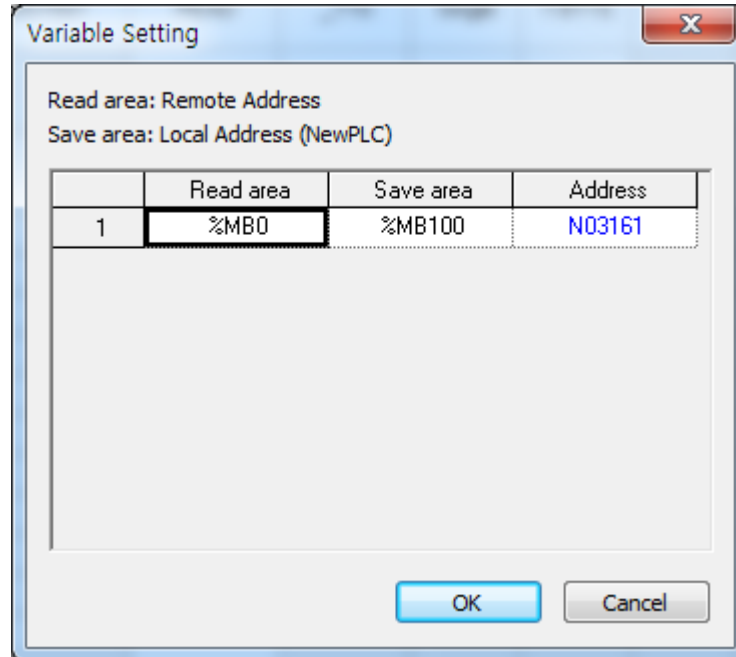 Variable Setting
Read area: Remote Address
Save area: Local Address (NewPLC)
Read area Save area Address
1 %MB0 %MB100 N03161
OK Cancel